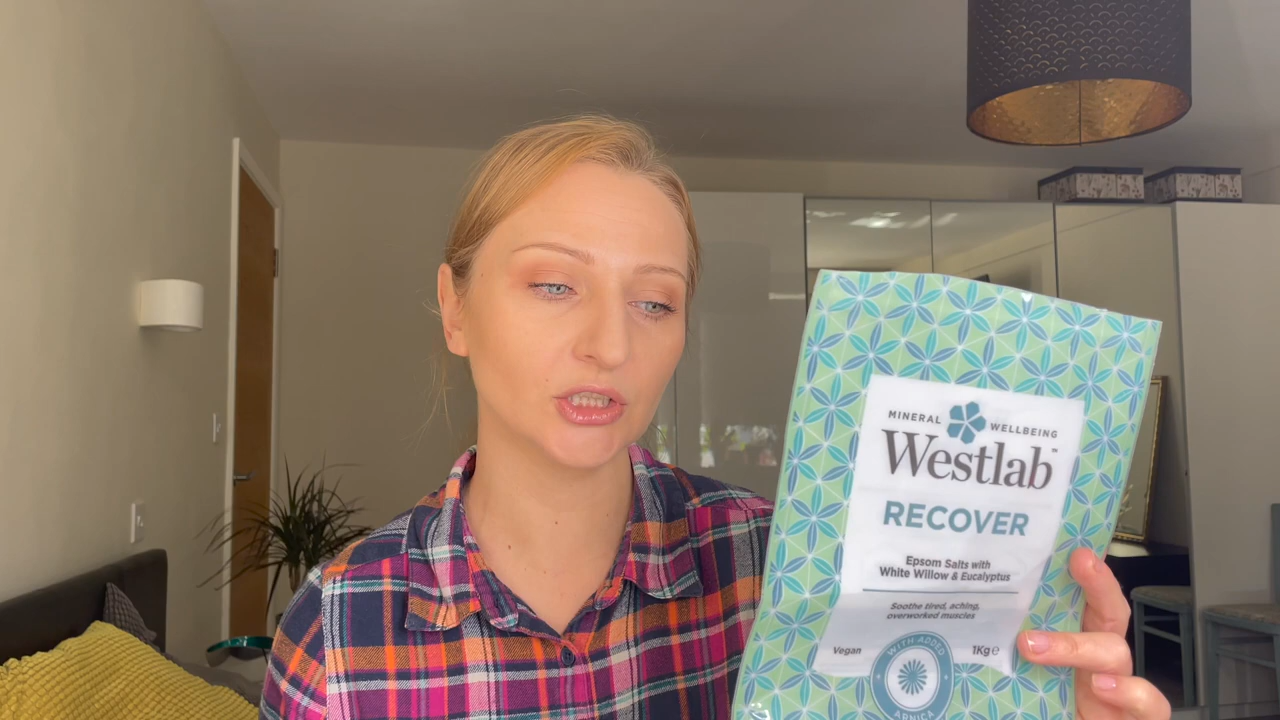 MINERAL WELLBEING
Westlab™
RECOVER
Epsom Salts with
White Willow & Eucalyptus
Soothe tired, aching,
overworked muscles
Vegan
1Kg e
WITH ADDED
ARNICA